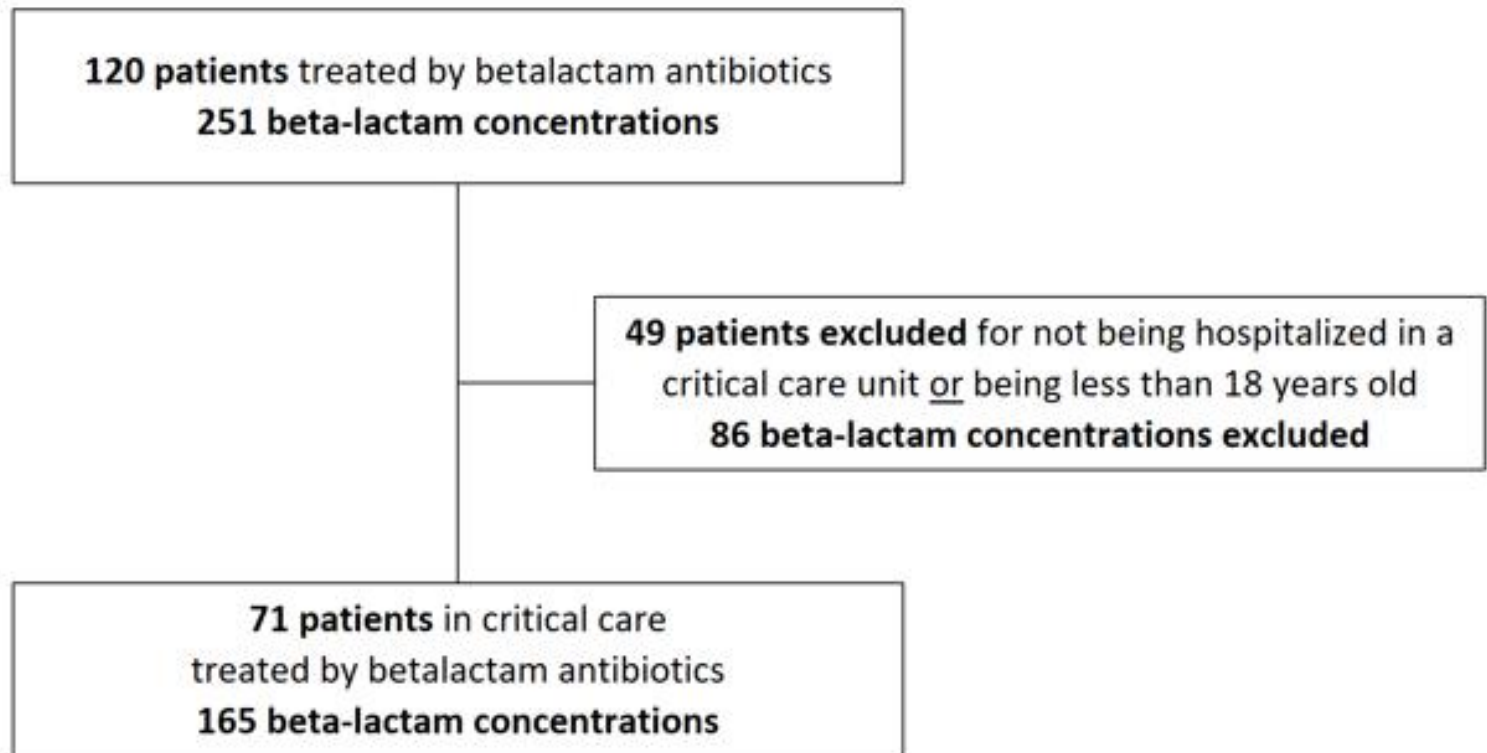 120 patients treated by betalactam antibiotics
251 beta-lactam concentrations
49 patients excluded for not being hospitalized in a
critical care unit or being less than 18 years old
86 beta-lactam concentrations excluded
71 patients in critical care
treated by betalactam antibiotics
165 beta-lactam concentrations